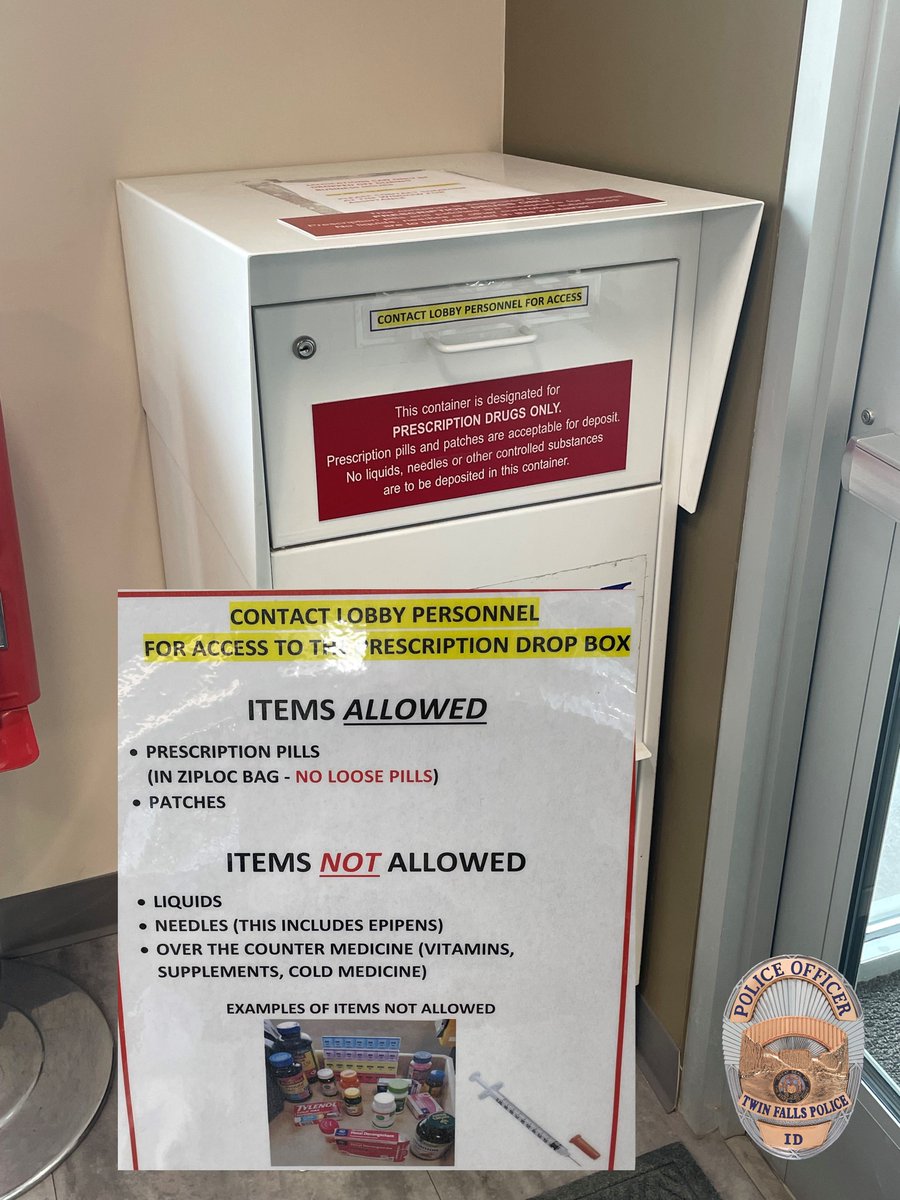 CONTACT LOBBY PERSONNEL FOR ACCESS
This container is designated for
PRESCRIPTION DRUGS ONLY.
Prescription pills and patches are acceptable for deposit.
No liquids, needles or other controlled substances
are to be deposited in this container.
CONTACT LOBBY PERSONNEL
FOR ACCESS TO THE PRESCRIPTION DROP BOX
ITEMS ALLOWED
• PRESCRIPTION PILLS
(IN ZIPLOC BAG - NO LOOSE PILLS)
• PATCHES
ITEMS NOT ALLOWED
• LIQUIDS
• NEEDLES (THIS INCLUDES EPIPENS)
• OVER THE COUNTER MEDICINE (VITAMINS,
SUPPLEMENTS, COLD MEDICINE)
EXAMPLES OF ITEMS NOT ALLOWED
TYLENOL
POLICE OFFICER
TWIN FALLS POLICE
ID